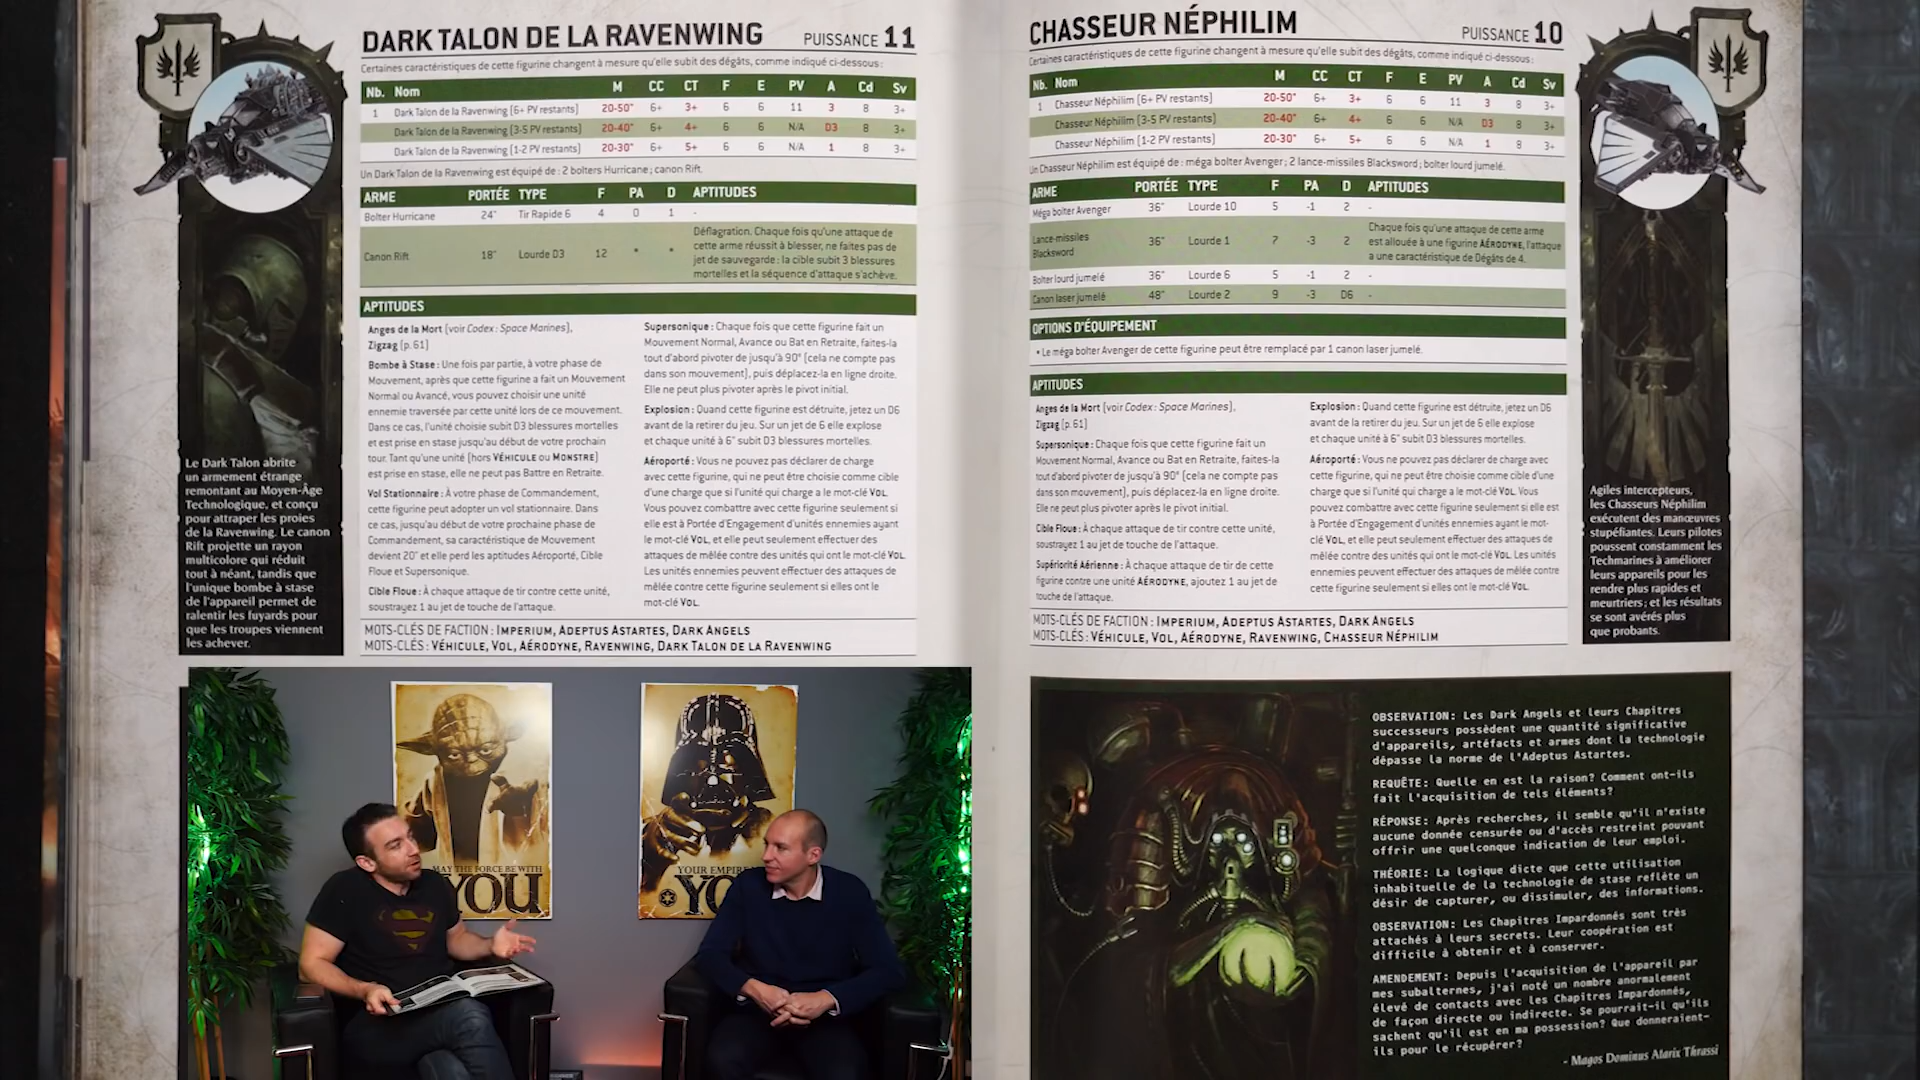 DARK TALON DE LA RAVENWING
PUISSANCE 11
Certaines caractéristiques de cette figurine changent à mesure qu'elle subit des dégâts, comme indiqué ci-dessous :
Nb. Nom M CC CT F E PV A Cd Sv
1 Dark Talon de la Ravenwing (6+ PV restants) 20-50" 6+ 3+ 6 6 11 3 8 3+
Dark Talon de la Ravenwing (3-5 PV restants) 20-40" 6+ 4+ 6 6 N/A D3 8 3+
Dark Talon de la Ravenwing (1-2 PV restants) 20-30" 6+ 5+ 6 6 N/A 1 8 3+
Un Dark Talon de la Ravenwing est équipé de : 2 bolters Hurricane ; canon Rift.
ARME PORTÉE TYPE F PA D APTITUDES
Bolter Hurricane 24" Tir Rapide 6 4 0 1 -
Canon Rift 18" Lourde D3 12 * * Déflagration. Chaque fois qu'une attaque de
cette arme réussit à blesser, ne faites pas de
jet de sauvegarde : la cible subit 3 blessures
mortelles et la séquence d'attaque s'achève.
APTITUDES
Anges de la Mort (voir Codex : Space Marines),
Zigzag (p. 61)
Bombe à Stase : Une fois par partie, à votre phase de
Mouvement, après que cette figurine a fait un Mouvement
Normal ou Avancé, vous pouvez choisir une unité
ennemie traversée par cette unité lors de ce mouvement.
Dans ce cas, l'unité choisie subit D3 blessures mortelles
et est prise en stase jusqu'au début de votre prochain
tour. Tant qu'une unité (hors VÉHICULE ou MONSTRE)
est prise en stase, elle ne peut pas Battre en Retraite.
Vol Stationnaire : À votre phase de Commandement,
cette figurine peut adopter un vol stationnaire. Dans
ce cas, jusqu'au début de votre prochaine phase de
Commandement, sa caractéristique de Mouvement
devient 20" et elle perd les aptitudes Aéroporté, Cible
Floue et Supersonique.
Cible Floue : À chaque attaque de tir contre cette unité,
soustrayez 1 au jet de touche de l'attaque.
Supersonique : Chaque fois que cette figurine fait un
Mouvement Normal, Avance ou Bat en Retraite, faites-la
tout d'abord pivoter de jusqu'à 90° (cela ne compte pas
dans son mouvement), puis déplacez-la en ligne droite.
Elle ne peut plus pivoter après le pivot initial.
Explosion : Quand cette figurine est détruite, jetez un D6
avant de la retirer du jeu. Sur un jet de 6 elle explose
et chaque unité à 6" subit D3 blessures mortelles.
Aéroporté : Vous ne pouvez pas déclarer de charge
avec cette figurine, qui ne peut être choisie comme cible
d'une charge que si l'unité qui charge a le mot-clé VOL.
Vous pouvez combattre avec cette figurine seulement si
elle est à Portée d'Engagement d'unités ennemies ayant
le mot-clé VOL, et elle peut seulement effectuer des
attaques de mêlée contre des unités qui ont le mot-clé VOL.
Les unités ennemies peuvent effectuer des attaques de
mêlée contre cette figurine seulement si elles ont le
mot-clé VOL.
MOTS-CLÉS DE FACTION : IMPERIUM, ADEPTUS ASTARTES, DARK ANGELS
MOTS-CLÉS : VÉHICULE, VOL, AÉRODYNE, RAVENWING, DARK TALON DE LA RAVENWING
Le Dark Talon abrite
un armement étrange
remontant au Moyen-Âge
Technologique, et conçu
pour attraper les proies
de la Ravenwing. Le canon
Rift projette un rayon
multicolore qui réduit
tout à néant, tandis que
l'unique bombe à stase
de l'appareil permet de
ralentir les fuyards pour
que les troupes viennent
les achever.
CHASSEUR NÉPHILIM
PUISSANCE 10
Certaines caractéristiques de cette figurine changent à mesure qu'elle subit des dégâts, comme indiqué ci-dessous :
Nb. Nom M CC CT F E PV A Cd Sv
1 Chasseur Néphilim (6+ PV restants) 20-50" 6+ 3+ 6 6 11 3 8 3+
Chasseur Néphilim (3-5 PV restants) 20-40" 6+ 4+ 6 6 N/A D3 8 3+
Chasseur Néphilim (1-2 PV restants) 20-30" 6+ 5+ 6 6 N/A 1 8 3+
Un Chasseur Néphilim est équipé de : méga bolter Avenger ; 2 lance-missiles Blacksword ; bolter lourd jumelé.
ARME PORTÉE TYPE F PA D APTITUDES
Méga bolter Avenger 36" Lourde 10 5 -1 2 -
Lance-missiles
Blacksword 36" Lourde 1 7 -3 2 Chaque fois qu'une attaque de cette arme
est allouée à une figurine AÉRODYNE, l'attaque
a une caractéristique de Dégâts de 4.
Bolter lourd jumelé 36" Lourde 6 5 -1 2 -
Canon laser jumelé 48" Lourde 2 9 -3 D6 -
OPTIONS D'ÉQUIPEMENT
• Le méga bolter Avenger de cette figurine peut être remplacé par 1 canon laser jumelé.
APTITUDES
Anges de la Mort (voir Codex : Space Marines),
Zigzag (p. 61)
Supersonique : Chaque fois que cette figurine fait un
Mouvement Normal, Avance ou Bat en Retraite, faites-la
tout d'abord pivoter de jusqu'à 90° (cela ne compte pas
dans son mouvement), puis déplacez-la en ligne droite.
Elle ne peut plus pivoter après le pivot initial.
Cible Floue : À chaque attaque de tir contre cette unité,
soustrayez 1 au jet de touche de l'attaque.
Supériorité Aérienne : À chaque attaque de tir de cette
figurine contre une unité AÉRODYNE, ajoutez 1 au jet de
touche de l'attaque.
Explosion : Quand cette figurine est détruite, jetez un D6
avant de la retirer du jeu. Sur un jet de 6 elle explose
et chaque unité à 6" subit D3 blessures mortelles.
Aéroporté : Vous ne pouvez pas déclarer de charge avec
cette figurine, qui ne peut être choisie comme cible d'une
charge que si l'unité qui charge a le mot-clé VOL. Vous
pouvez combattre avec cette figurine seulement si elle est
à Portée d'Engagement d'unités ennemies ayant le mot-
clé VOL, et elle peut seulement effectuer des attaques de
mêlée contre des unités qui ont le mot-clé VOL. Les unités
ennemies peuvent effectuer des attaques de mêlée contre
cette figurine seulement si elles ont le mot-clé VOL.
MOTS-CLÉS DE FACTION : IMPERIUM, ADEPTUS ASTARTES, DARK ANGELS
MOTS-CLÉS : VÉHICULE, VOL, AÉRODYNE, RAVENWING, CHASSEUR NÉPHILIM
Agiles intercepteurs,
les Chasseurs Néphilim
exécutent des manœuvres
stupéfiantes. Leurs pilotes
poussent constamment les
Techmarines à améliorer
leurs appareils pour les
rendre plus rapides et
meurtriers ; et les résultats
se sont avérés plus
que probants.
OBSERVATION: Les Dark Angels et leurs Chapitres
successeurs possèdent une quantité significative
d'appareils, artéfacts et armes dont la technologie
dépasse la norme de l'Adeptus Astartes.
REQUÊTE: Quelle en est la raison? Comment ont-ils
fait l'acquisition de tels éléments?
RÉPONSE: Après recherches, il semble qu'il n'existe
aucune donnée censurée ou d'accès restreint pouvant
offrir une quelconque indication de leur emploi.
THÉORIE: La logique dicte que cette utilisation
inhabituelle de la technologie de stase reflète un
désir de capturer, ou dissimuler, des informations.
OBSERVATION: Les Chapitres Impardonnés sont très
attachés à leurs secrets. Leur coopération est
difficile à obtenir et à conserver.
AMENDEMENT: Depuis l'acquisition de l'appareil par
mes subalternes, j'ai noté un nombre anormalement
élevé de contacts avec les Chapitres Impardonnés,
de façon directe ou indirecte. Se pourrait-il qu'ils
sachent qu'il est en ma possession? Que donneraient-
ils pour le récupérer?
- Magos Dominus Alarix Thrassi
MAY THE FORCE BE WITH
YOU
YOUR EMPIRE